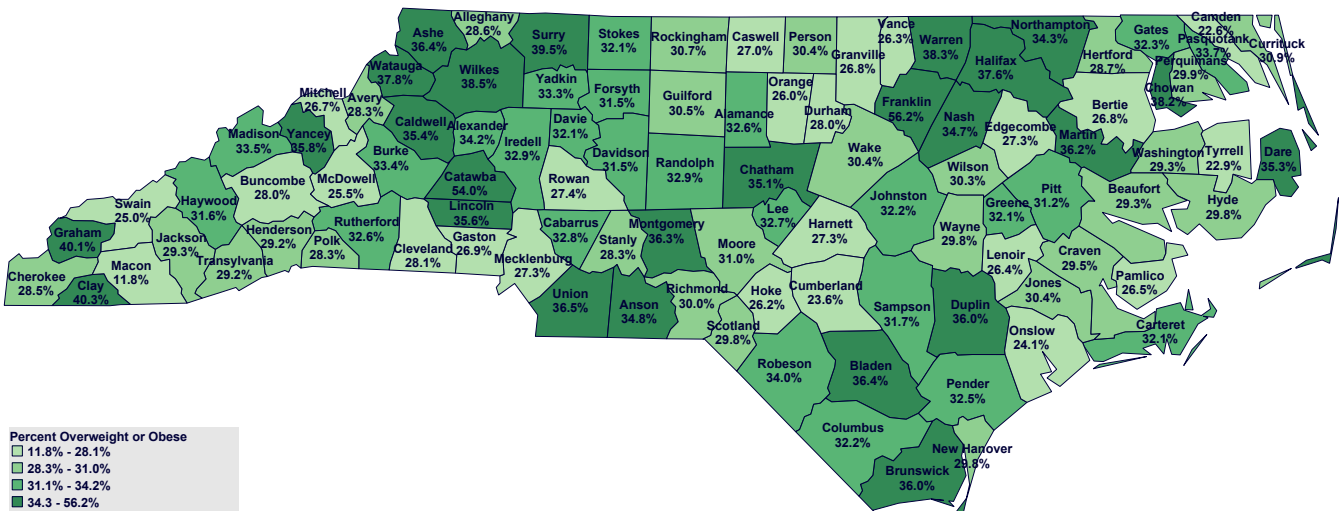 Alleghany
28.6%
Ashe
36.4%
Surry
39.5%
Stokes
32.1%
Rockingham
30.7%
Caswell
27.0%
Person
30.4%
Granville
26.8%
Vance
26.3%
Warren
38.3%
Northampton
34.3%
Halifax
37.6%
Hertford
28.7%
Gates
32.3%
Camden
22.6%
Pasquotank
33.7%
Currituck
30.9%
Perquimans
29.9%
Chowan
38.2%
Watauga
37.8%
Wilkes
38.5%
Yadkin
33.3%
Forsyth
31.5%
Guilford
30.5%
Alamance
32.6%
Orange
26.0%
Durham
28.0%
Franklin
56.2%
Nash
34.7%
Edgecombe
27.3%
Bertie
26.8%
Martin
36.2%
Washington
29.3%
Tyrrell
22.9%
Dare
35.3%
Mitchell
26.7%
Avery
28.3%
Caldwell
35.4%
Alexander
34.2%
Iredell
32.9%
Davie
32.1%
Davidson
31.5%
Randolph
32.9%
Chatham
35.1%
Wake
30.4%
Wilson
30.3%
Pitt
31.2%
Beaufort
29.3%
Hyde
29.8%
Madison
33.5%
Yancey
35.8%
Burke
33.4%
McDowell
25.5%
Catawba
54.0%
Rowan
27.4%
Lincoln
35.6%
Buncombe
28.0%
Haywood
31.6%
Swain
25.0%
Graham
40.1%
Jackson
29.3%
Henderson
29.2%
Transylvania
29.2%
Polk
28.3%
Rutherford
32.6%
Cleveland
28.1%
Gaston
26.9%
Mecklenburg
27.3%
Cabarrus
32.8%
Stanly
28.3%
Montgomery
36.3%
Moore
31.0%
Lee
32.7%
Harnett
27.3%
Johnston
32.2%
Wayne
29.8%
Greene
32.1%
Lenoir
26.4%
Craven
29.5%
Pamlico
26.5%
Jones
30.4%
Cherokee
28.5%
Clay
40.3%
Macon
11.8%
Union
36.5%
Anson
34.8%
Richmond
30.0%
Scotland
29.8%
Hoke
26.2%
Cumberland
23.6%
Sampson
31.7%
Duplin
36.0%
Onslow
24.1%
Carteret
32.1%
Robeson
34.0%
Bladen
36.4%
Pender
32.5%
Columbus
32.2%
Brunswick
36.0%
New Hanover
29.8%
Percent Overweight or Obese
11.8% - 28.1%
28.3% - 31.0%
31.1% - 34.2%
34.3 - 56.2%